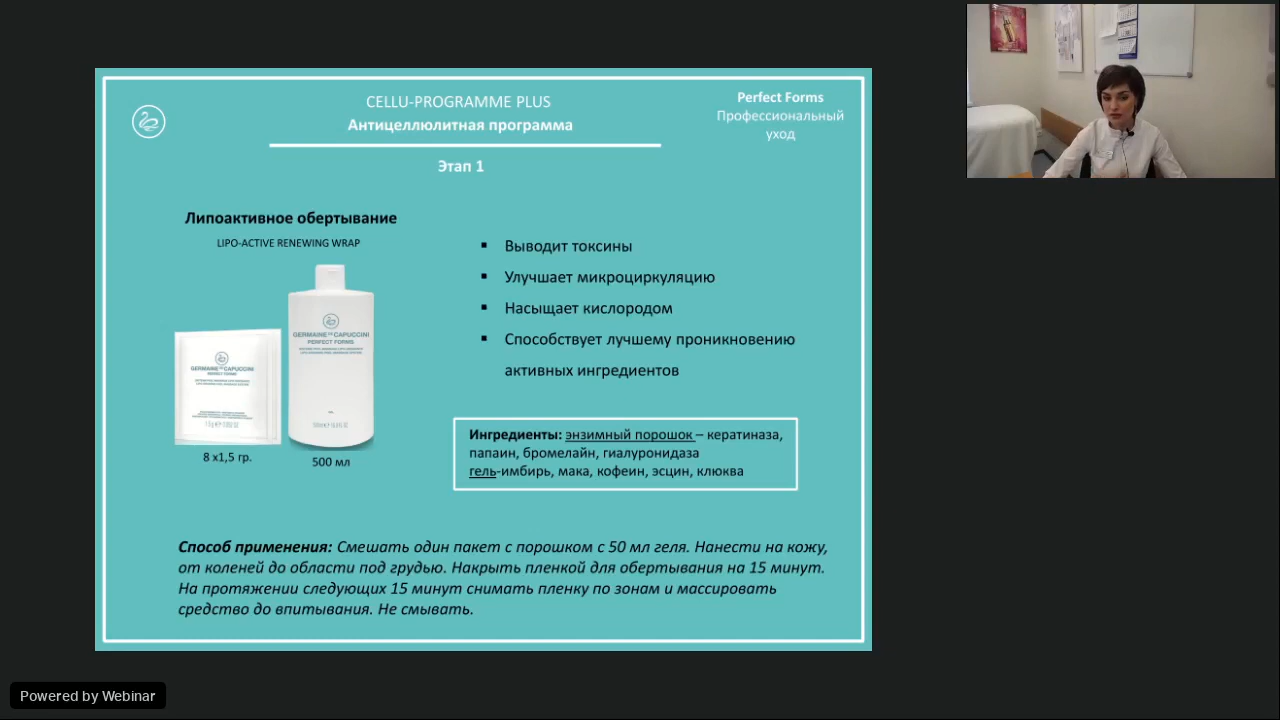 CELLU-PROGRAMME PLUS
Антицеллюлитная программа
Perfect Forms
Профессиональный
уход
Этап 1
Липоактивное обертывание
LIPO-ACTIVE RENEWING WRAP
GERMAINE DE CAPUCCINI
PERFECT FORMS
GERMAINE DE CAPUCCINI
PERFECT FORMS
8 х1,5 гр.
500 мл
▪ Выводит токсины
▪ Улучшает микроциркуляцию
▪ Насыщает кислородом
▪ Способствует лучшему проникновению
активных ингредиентов
Ингредиенты: энзимный порошок – кератиназа,
папаин, бромелайн, гиалуронидаза
гель-имбирь, мака, кофеин, эсцин, клюква
Способ применения: Смешать один пакет с порошком с 50 мл геля. Нанести на кожу,
от коленей до области под грудью. Накрыть пленкой для обертывания на 15 минут.
На протяжении следующих 15 минут снимать пленку по зонам и массировать
средство до впитывания. Не смывать.
Powered by Webinar